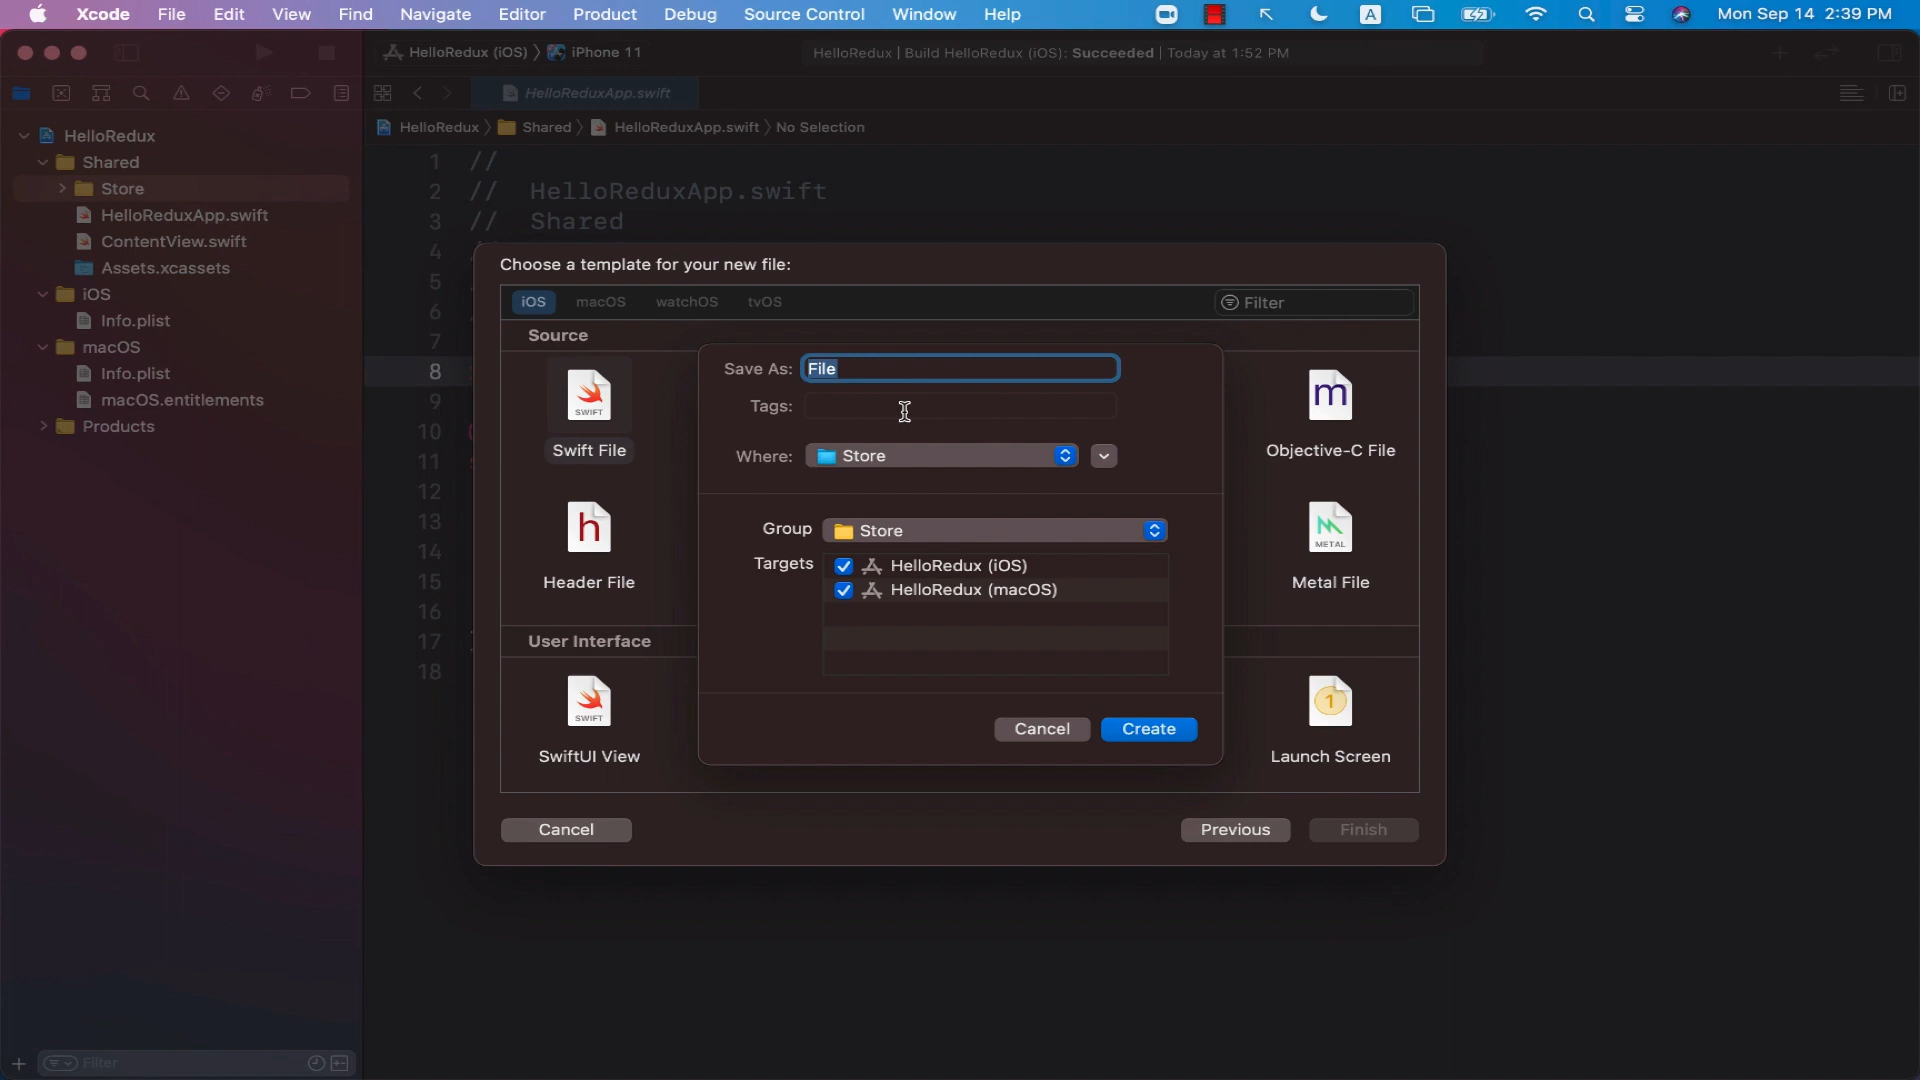 Xcode File Edit View Find Navigate Editor Product Debug Source Control Window Help A Mon Sep 14 2:39 PM
HelloRedux (iOS) iPhone 11 HelloRedux | Build HelloRedux (iOS): Succeeded | Today at 1:52 PM
HelloReduxApp.swift
HelloRedux Shared HelloReduxApp.swift No Selection
HelloRedux
Shared
Store
HelloReduxApp.swift
ContentView.swift
Assets.xcassets
iOS
Info.plist
macOS
Info.plist
macOS.entitlements
Products
Filter
1 //
2 // HelloReduxApp.swift
3 // Shared
4
5
6
7
8
9
10
11
12
13
14
15
16
17
18
Choose a template for your new file:
iOS macOS watchOS tvOS Filter
Source
SWIFT
Swift File
m
Objective-C File
h
Header File
METAL
Metal File
User Interface
SWIFT
SwiftUI View
1
Launch Screen
Cancel Previous Finish
Save As: File
Tags:
Where: Store
Group Store
Targets HelloRedux (iOS)
HelloRedux (macOS)
Cancel Create